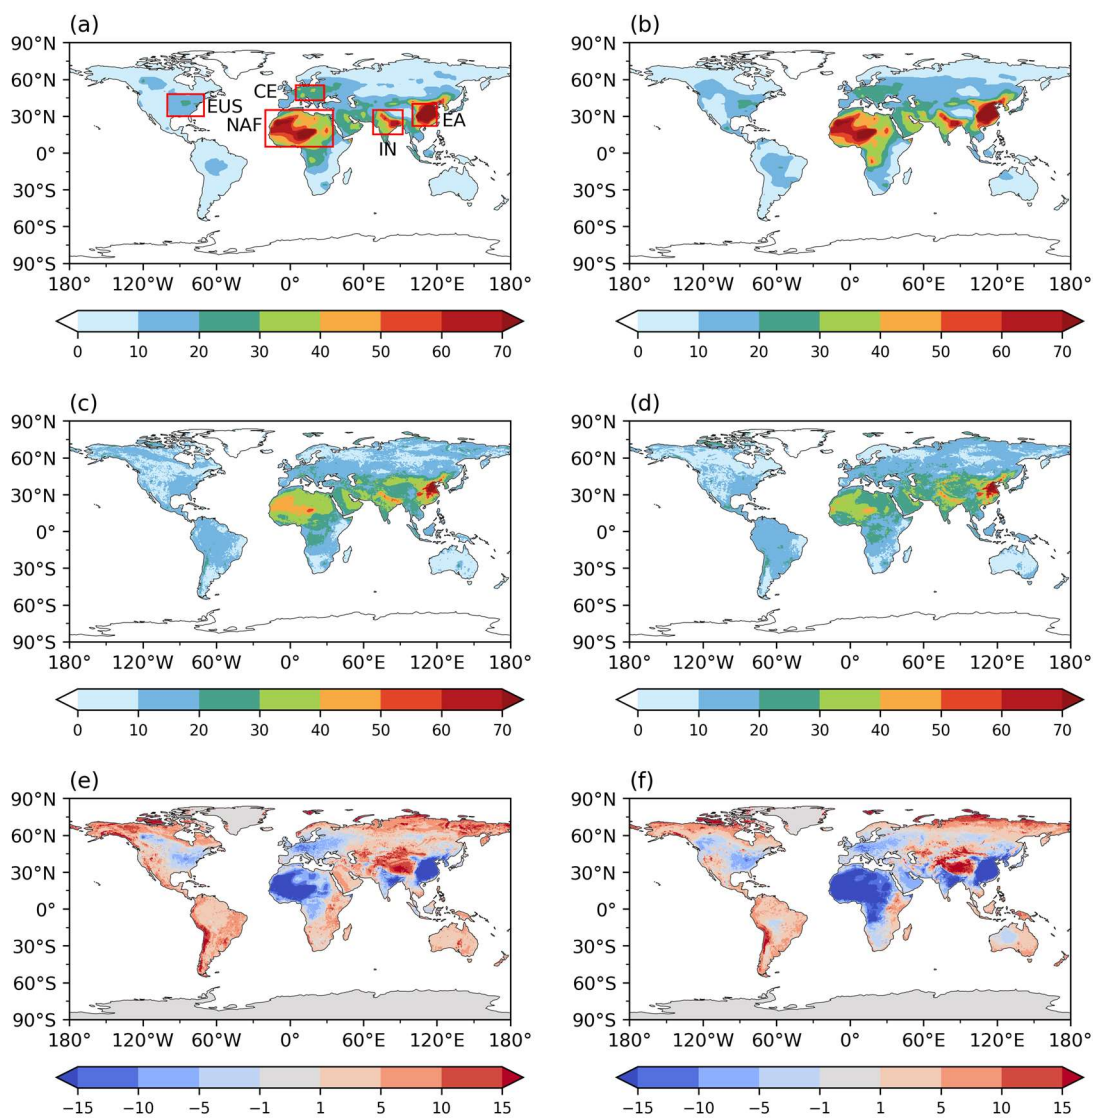 (a) (b)
90°N 90°N
60°N CE 60°N
EUS
30°N NAF EA 30°N
IN
0° 0°
30°S 30°S
60°S 60°S
90°S 90°S
180° 120°W 60°W 0° 60°E 120°E 180° 180° 120°W 60°W 0° 60°E 120°E 180°
0 10 20 30 40 50 60 70 0 10 20 30 40 50 60 70
(c) (d)
90°N 90°N
60°N 60°N
30°N 30°N
0° 0°
30°S 30°S
60°S 60°S
90°S 90°S
180° 120°W 60°W 0° 60°E 120°E 180° 180° 120°W 60°W 0° 60°E 120°E 180°
0 10 20 30 40 50 60 70 0 10 20 30 40 50 60 70
(e) (f)
90°N 90°N
60°N 60°N
30°N 30°N
0° 0°
30°S 30°S
60°S 60°S
90°S 90°S
180° 120°W 60°W 0° 60°E 120°E 180° 180° 120°W 60°W 0° 60°E 120°E 180°
−15 −10 −5 −1 1 5 10 15 −15 −10 −5 −1 1 5 10 15